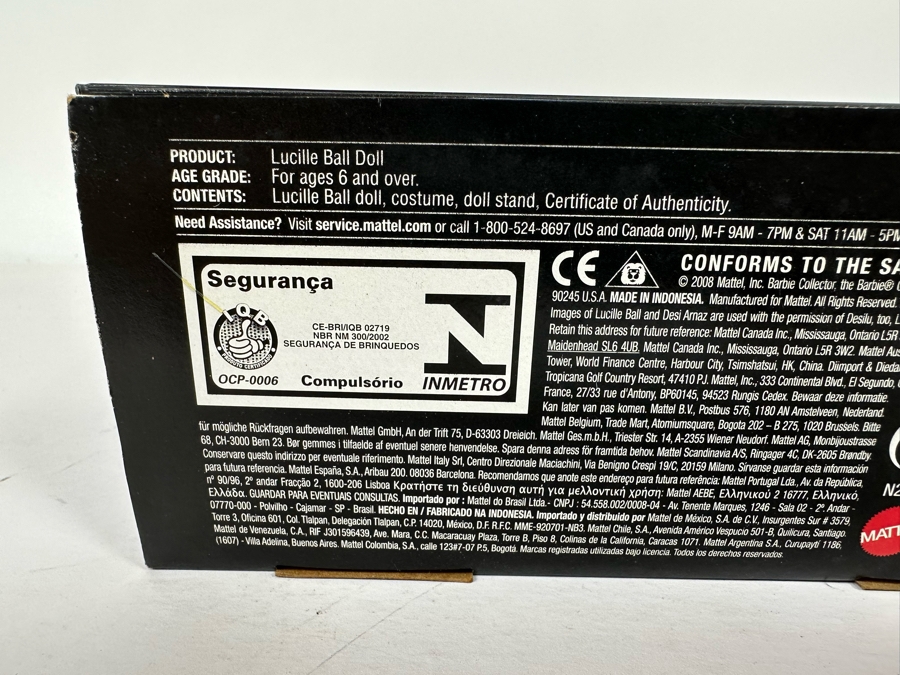 PRODUCT: Lucille Ball Doll
AGE GRADE: For ages 6 and over.
CONTENTS: Lucille Ball doll, costume, doll stand, Certificate of Authenticity.
Need Assistance? Visit service.mattel.com or call 1-800-524-8697 (US and Canada only), M-F 9AM - 7PM & SAT 11AM - 5PM
Segurança
IQB
CE-BRI/IQB 02719
NBR NM 300/2002
SEGURANÇA DE BRINQUEDOS
OCP-0006
Compulsório
INMETRO
CE
CONFORMS TO THE SA
© 2008 Mattel, Inc. Barbie Collector, the Barbie®
90245 U.S.A. MADE IN INDONESIA. Manufactured for Mattel. All Rights Reserved.
Images of Lucille Ball and Desi Arnaz are used with the permission of Desilu, too, L
Retain this address for future reference: Mattel Canada Inc., Mississauga, Ontario L5R
Maidenhead SL6 4UB. Mattel Canada Inc., Mississauga, Ontario L5R 3W2. Mattel Aus
Tower, World Finance Centre, Harbour City, Tsimshatsui, HK, China. Diimport & Dieda
Tropicana Golf Country Resort, 47410 PJ. Mattel, Inc., 333 Continental Blvd., El Segundo,
France, 27/33 rue d'Antony, BP60145, 94523 Rungis Cedex. Bewaar deze informatie.
Kan later van pas komen. Mattel B.V., Postbus 576, 1180 AN Amstelveen, Nederland.
Mattel Belgium, Trade Mart, Atomiumsquare, Bogota 202 – B 275, 1020 Brussels. Bitte
für mögliche Rückfragen aufbewahren. Mattel GmbH, An der Trift 75, D-63303 Dreieich. Mattel Ges.m.b.H., Triester Str. 14, A-2355 Wiener Neudorf. Mattel AG, Monbijoustrasse
68, CH-3000 Bern 23. Bør gemmes i tilfælde af eventuel senere henvendelse. Spara denna adress för framtida behov. Mattel Scandinavia A/S, Ringager 4C, DK-2605 Brøndby.
Conservare questo indirizzo per eventuale riferimento. Mattel Italy Srl, Centro Direzionale Maciachini, Via Benigno Crespi 19/C, 20159 Milano. Sírvanse guardar esta información
para futura referencia. Mattel España, S.A., Aribau 200. 08036 Barcelona. Recomendamos que anote este endereço para futura referência: Mattel Portugal Lda., Av. da República,
nº 90/96, 2º andar Fracção 2, 1600-206 Lisboa Κρατήστε τη διεύθυνση αυτή για μελλοντική χρήση: Mattel AEBE, Ελληνικού 2 16777, Ελληνικό,
Ελλάδα. GUARDAR PARA EVENTUAIS CONSULTAS. Importado por : Mattel do Brasil Ltda.- CNPJ : 54.558.002/0008-04 - Av. Tenente Marques, 1246 - Sala 02 - 2º. Andar -
07770-000 - Polvilho - Cajamar - SP - Brasil. HECHO EN / FABRICADO NA INDONESIA. Importado y distribuido por Mattel de México, S.A. de C.V., Insurgentes Sur # 3579,
Torre 3, Oficina 601, Col. Tlalpan, Delegación Tlalpan, C.P. 14020, México, D.F. R.F.C. MME-920701-NB3. Mattel Chile, S.A., Avenida Américo Vespucio 501-B, Quilicura, Santiago.
Mattel de Venezuela, C.A., RIF J301596439, Ave. Mara, C.C. Macaracuay Plaza, Torre B, Piso 8, Colinas de la California, Caracas 1071. Mattel Argentina S.A., Curupaytí 1186,
(1607) - Villa Adelina, Buenos Aires. Mattel Colombia, S.A., calle 123#7-07 P.5, Bogotá. Marcas registradas utilizadas bajo licencia. Todos los derechos reservados.